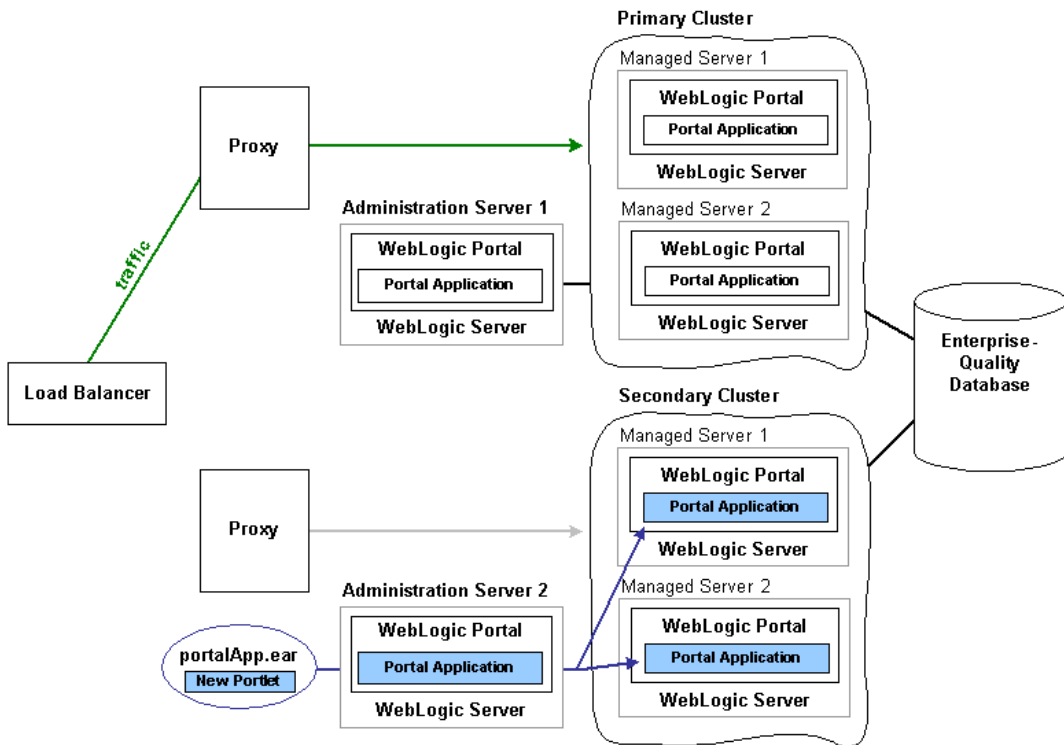 Primary Cluster
Managed Server 1
WebLogic Portal
Portal Application
WebLogic Server
Proxy
traffic
Load Balancer
Administration Server 1
WebLogic Portal
Portal Application
WebLogic Server
Managed Server 2
WebLogic Portal
Portal Application
WebLogic Server
Enterprise-
Quality
Database
Secondary Cluster
Managed Server 1
WebLogic Portal
Portal Application
WebLogic Server
Proxy
Administration Server 2
WebLogic Portal
Portal Application
WebLogic Server
portalApp.ear
New Portlet
Managed Server 2
WebLogic Portal
Portal Application
WebLogic Server